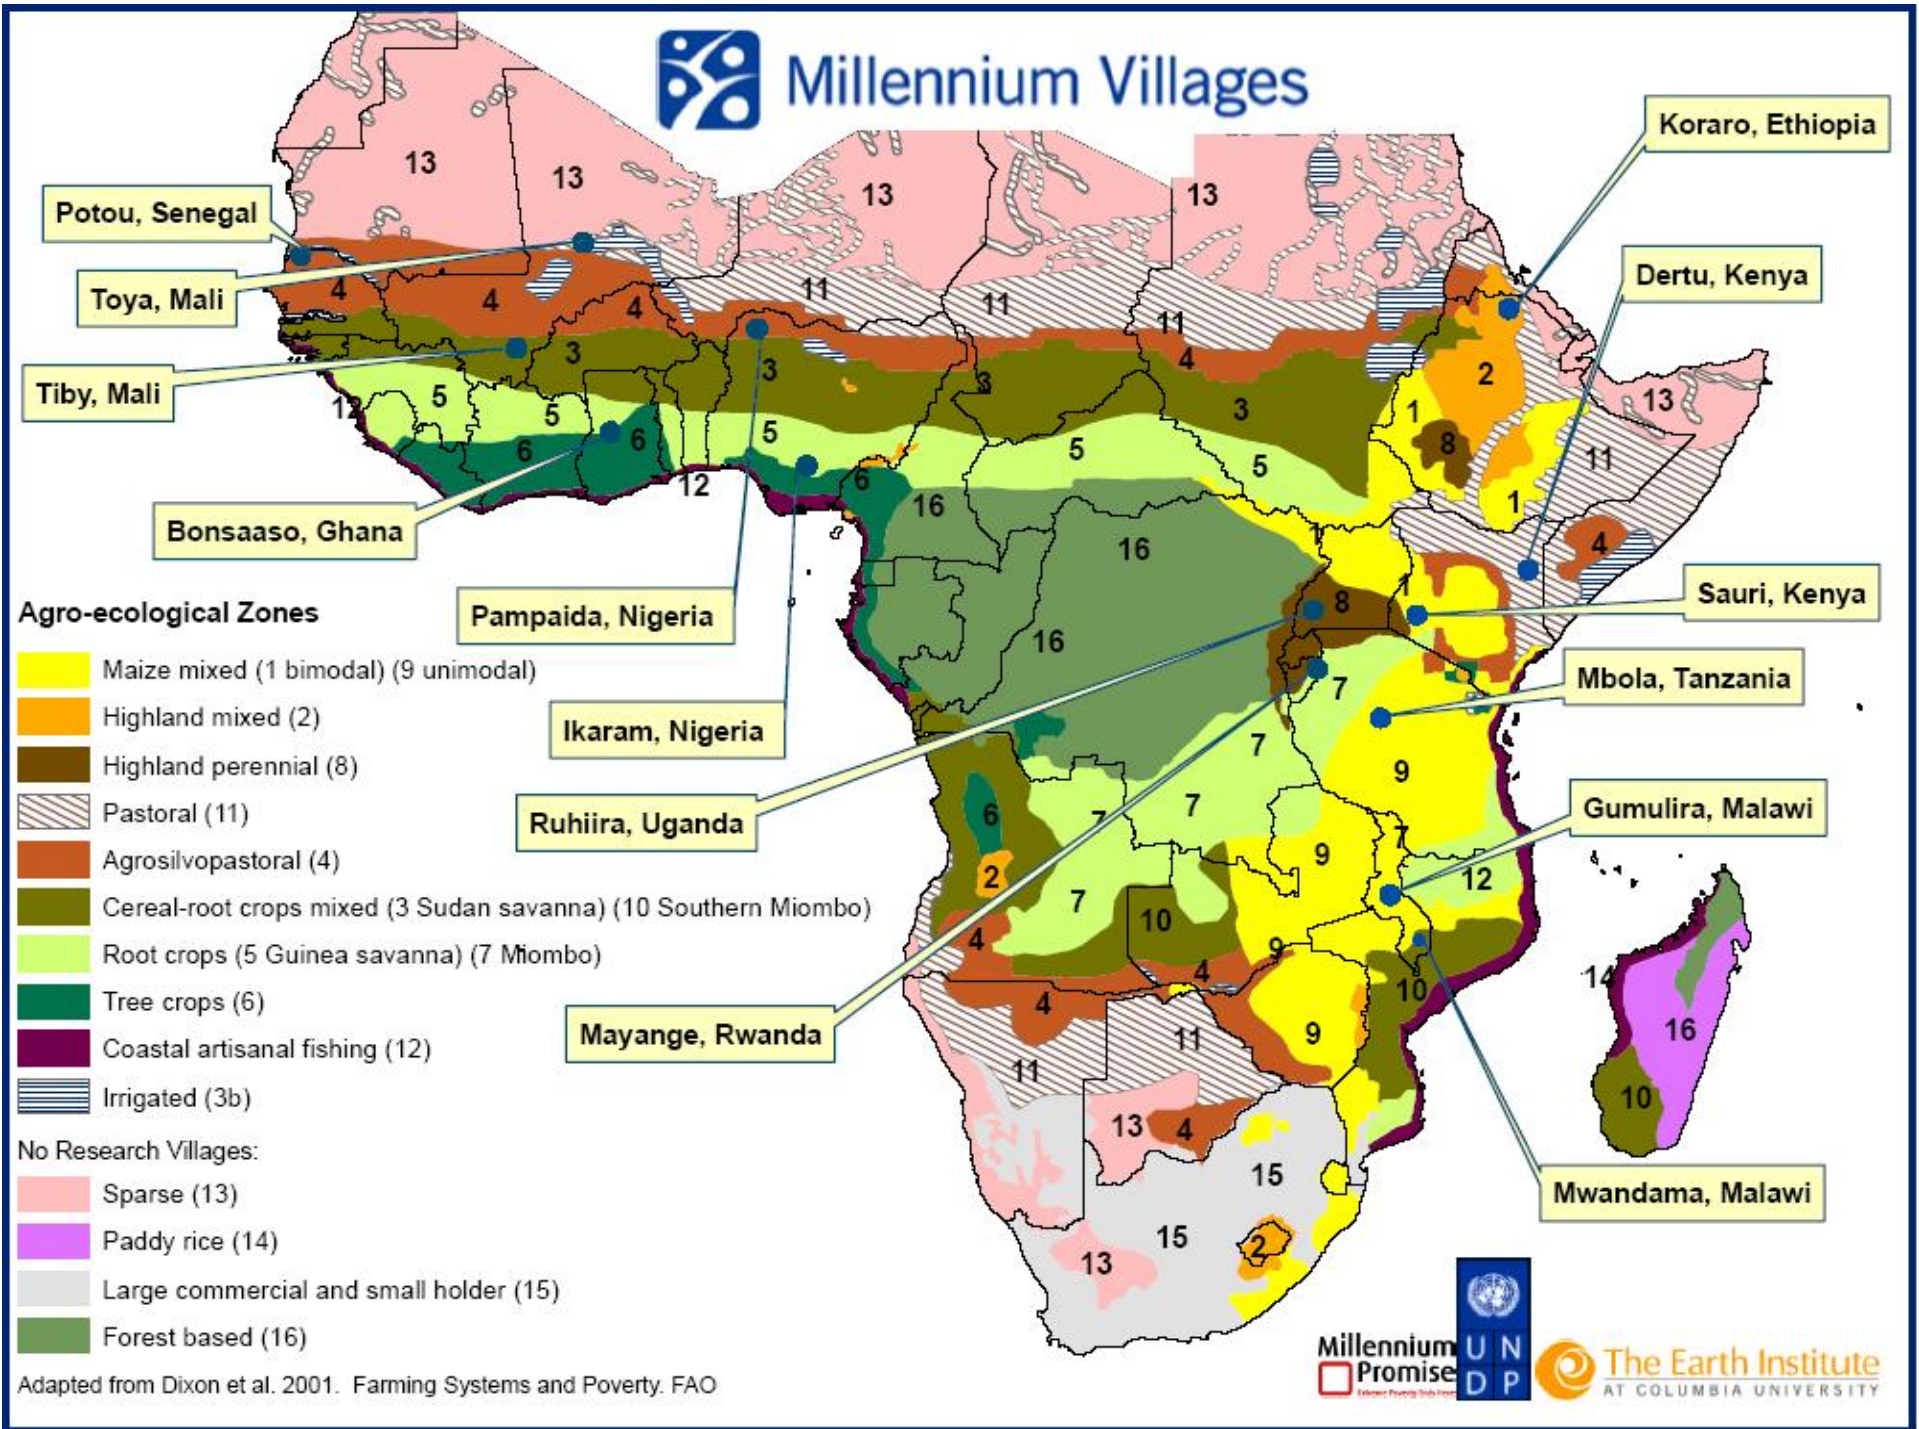 Millennium Villages
Koraro, Ethiopia
Potou, Senegal
Dertu, Kenya
Toya, Mali
Tiby, Mali
Bonsaaso, Ghana
Sauri, Kenya
Pampaida, Nigeria
Mbola, Tanzania
Ikaram, Nigeria
Ruhiira, Uganda
Gumulira, Malawi
Mayange, Rwanda
Mwandama, Malawi
13
13
13
13
13
11
11
11
11
4
4
4
4
4
3
3
3
3
2
1
8
1
5
5
5
5
5
6
6
6
12
12
16
16
16
1
1
8
7
7
7
7
7
7
9
9
9
9
6
2
4
4
4
4
10
10
12
11
11
13
13
15
15
2
14
16
10
Agro-ecological Zones
Maize mixed (1 bimodal) (9 unimodal)
Highland mixed (2)
Highland perennial (8)
Pastoral (11)
Agrosilvopastoral (4)
Cereal-root crops mixed (3 Sudan savanna) (10 Southern Miombo)
Root crops (5 Guinea savanna) (7 Miombo)
Tree crops (6)
Coastal artisanal fishing (12)
Irrigated (3b)
No Research Villages:
Sparse (13)
Paddy rice (14)
Large commercial and small holder (15)
Forest based (16)
Adapted from Dixon et al. 2001. Farming Systems and Poverty. FAO
Millennium
Promise
Extreme Poverty Ends Here
U N
D P
The Earth Institute
AT COLUMBIA UNIVERSITY